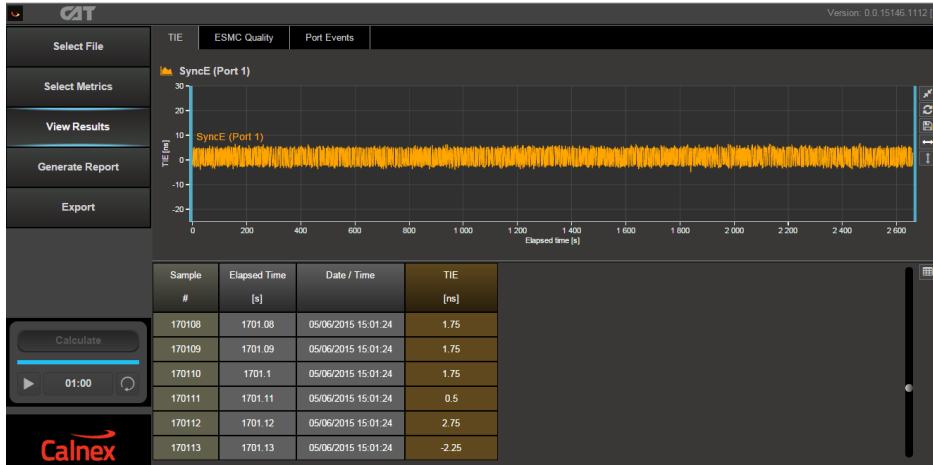 CAT
Version: 0.0.15146.1112 [
Select File
Select Metrics
View Results
Generate Report
Export
TIE ESMC Quality Port Events
SyncE (Port 1)
30
20
10
0
-10
-20
TIE [ns]
SyncE (Port 1)
0 200 400 600 800 1 000 1 200 1 400 1 600 1 800 2 000 2 200 2 400 2 600
Elapsed time [s]
Sample # Elapsed Time [s] Date / Time TIE [ns]
170108 1701.08 05/06/2015 15:01:24 1.75
170109 1701.09 05/06/2015 15:01:24 1.75
170110 1701.1 05/06/2015 15:01:24 1.75
170111 1701.11 05/06/2015 15:01:24 0.5
170112 1701.12 05/06/2015 15:01:24 2.75
170113 1701.13 05/06/2015 15:01:24 -2.25
Calculate
01:00
Calnex